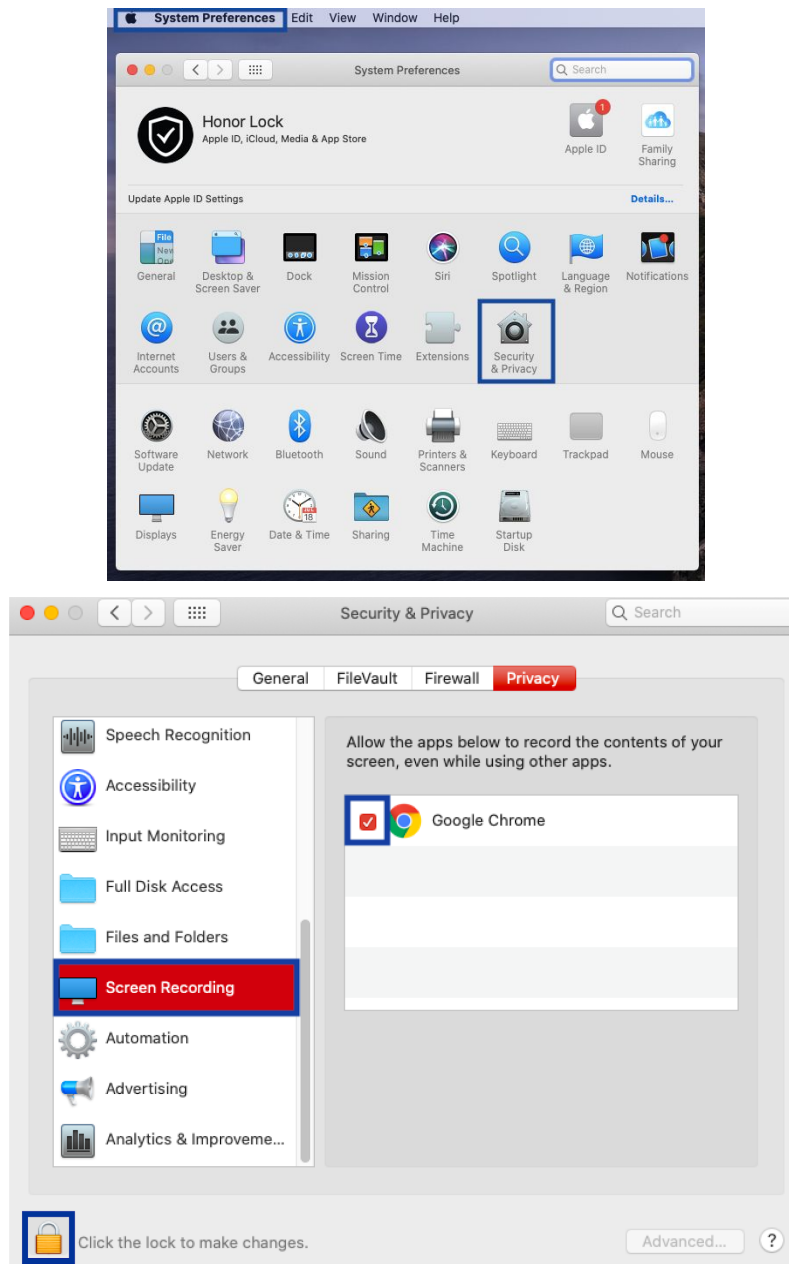 System Preferences Edit View Window Help
System Preferences
Search
Honor Lock
Apple ID, iCloud, Media & App Store
1
Apple ID
Family
Sharing
Update Apple ID Settings
Details...
File
New
Ope
General
Desktop &
Screen Saver
Dock
Mission
Control
Siri
Spotlight
Language
& Region
Notifications
@
Internet
Accounts
Users &
Groups
Accessibility
Screen Time
Extensions
Security
& Privacy
Software
Update
Network
Bluetooth
Sound
Printers &
Scanners
Keyboard
Trackpad
Mouse
18
Displays
Energy
Saver
Date & Time
Sharing
Time
Machine
Startup
Disk
Security & Privacy
Search
General FileVault Firewall Privacy
Speech Recognition
Accessibility
Input Monitoring
Full Disk Access
Files and Folders
Screen Recording
Automation
Advertising
Analytics & Improveme...
Allow the apps below to record the contents of your
screen, even while using other apps.
Google Chrome
Click the lock to make changes.
Advanced...
?